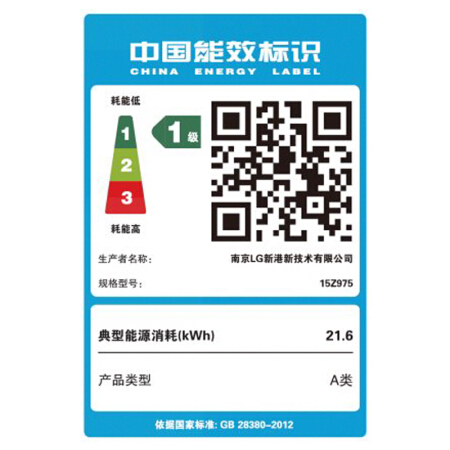 中国能效标识
CHINA ENERGY LABEL
耗能低
1
1级
2
3
耗能高
生产者名称: 南京LG新港新技术有限公司
规格型号: 15Z975
典型能源消耗(kWh) 21.6
产品类型 A类
依据国家标准: GB 28380-2012